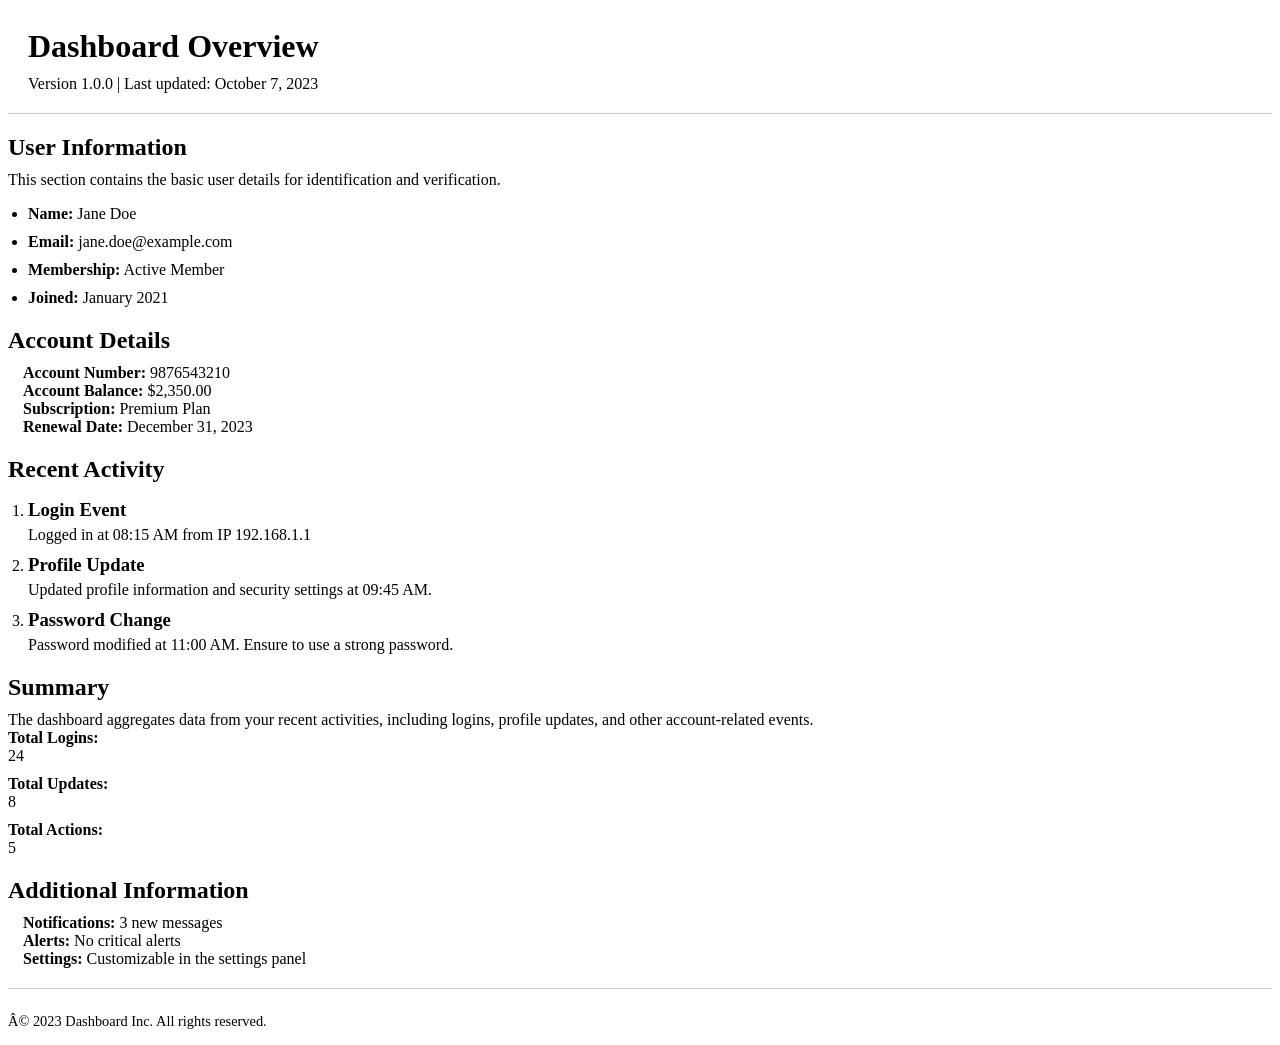 Dashboard Overview
Version 1.0.0 | Last updated: October 7, 2023
User Information
This section contains the basic user details for identification and verification.
Name: Jane Doe
Email: jane.doe@example.com
Membership: Active Member
Joined: January 2021
Account Details
Account Number: 9876543210
Account Balance: $2,350.00
Subscription: Premium Plan
Renewal Date: December 31, 2023
Recent Activity
1. Login Event
Logged in at 08:15 AM from IP 192.168.1.1
2. Profile Update
Updated profile information and security settings at 09:45 AM.
3. Password Change
Password modified at 11:00 AM. Ensure to use a strong password.
Summary
The dashboard aggregates data from your recent activities, including logins, profile updates, and other account-related events.
Total Logins:
24
Total Updates:
8
Total Actions:
5
Additional Information
Notifications: 3 new messages
Alerts: No critical alerts
Settings: Customizable in the settings panel
Â© 2023 Dashboard Inc. All rights reserved.